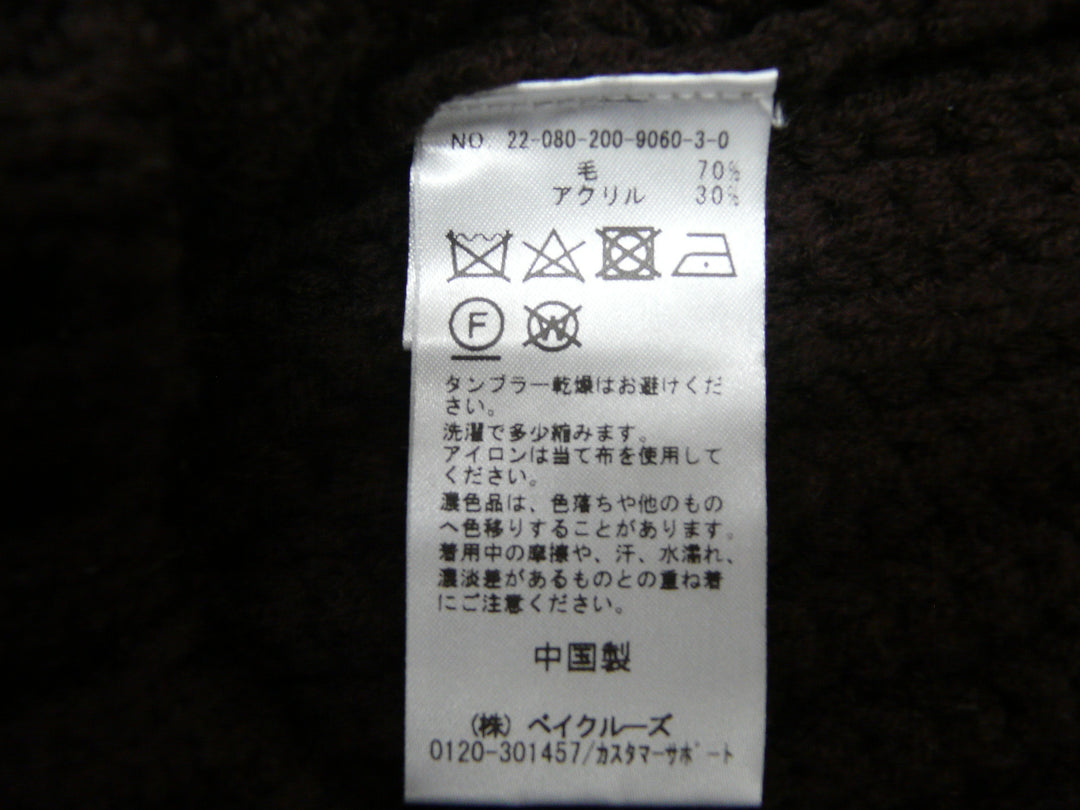 NO 22-080-200-9060-3-0
毛 70%
アクリル 30%
F
W
タンブラー乾燥はお避けくだ
さい。
洗濯で多少縮みます。
アイロンは当て布を使用して
ください。
濃色品は、色落ちや他のもの
へ色移りすることがあります。
着用中の摩擦や、汗、水濡れ、
濃淡差があるものとの重ね着
にご注意ください。
中国製
(株) ベイクルーズ
0120-301457/カスタマーサポート